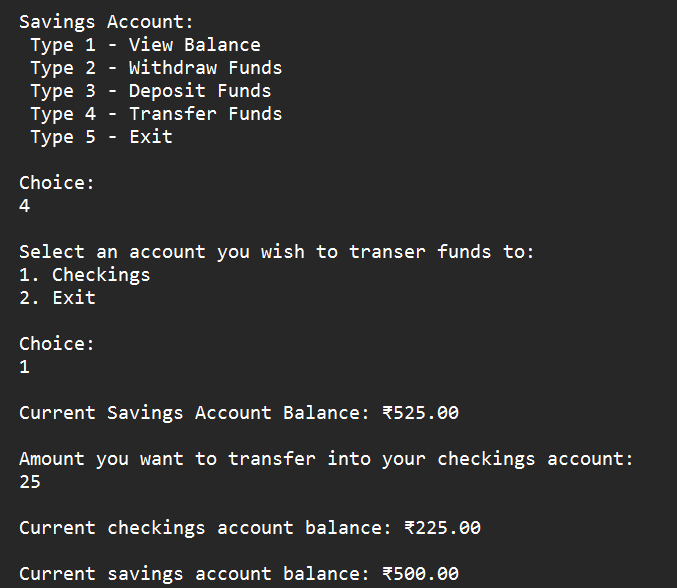 Savings Account:
Type 1 - View Balance
Type 2 - Withdraw Funds
Type 3 - Deposit Funds
Type 4 - Transfer Funds
Type 5 - Exit
Choice:
4
Select an account you wish to transer funds to:
1. Checkings
2. Exit
Choice:
1
Current Savings Account Balance: ₹525.00
Amount you want to transfer into your checkings account:
25
Current checkings account balance: ₹225.00
Current savings account balance: ₹500.00